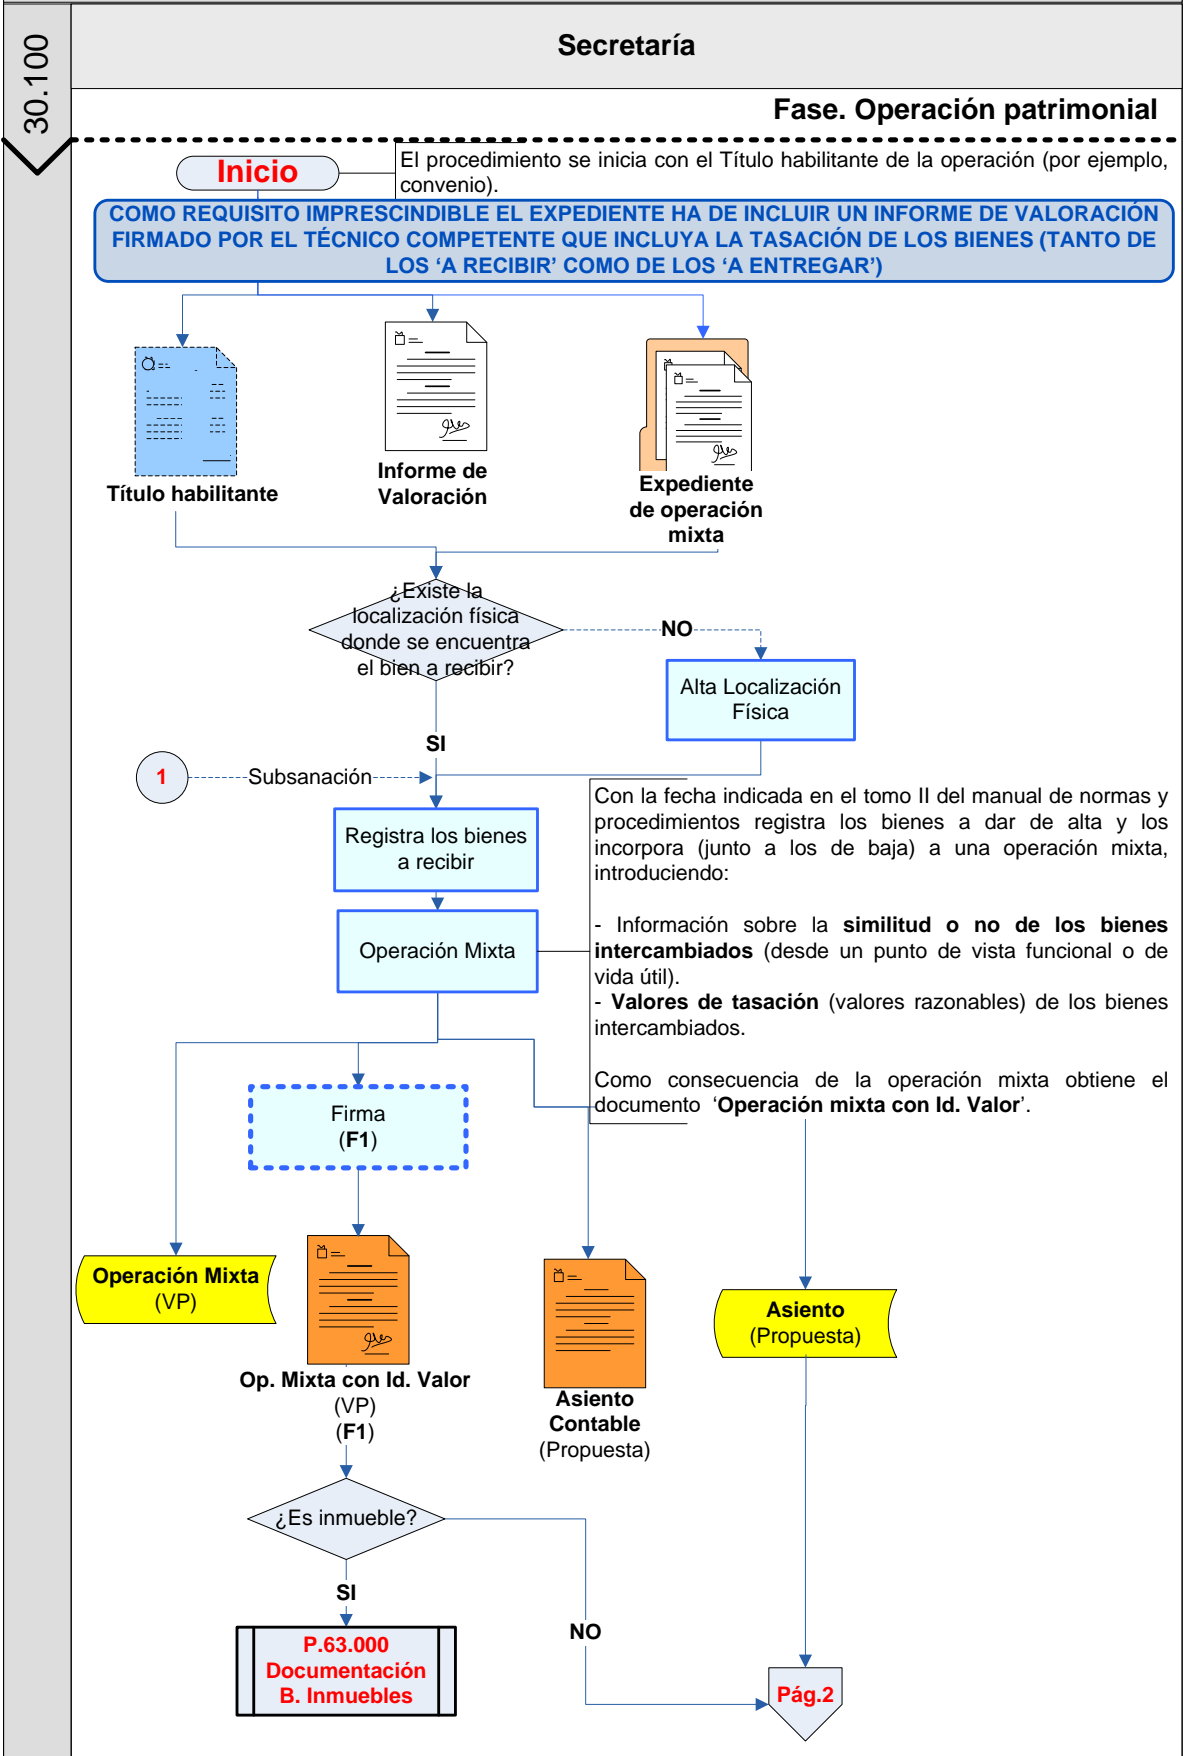 30.100
Secretaría
Fase. Operación patrimonial
Inicio
El procedimiento se inicia con el Título habilitante de la operación (por ejemplo,
convenio).
COMO REQUISITO IMPRESCINDIBLE EL EXPEDIENTE HA DE INCLUIR UN INFORME DE VALORACIÓN
FIRMADO POR EL TÉCNICO COMPETENTE QUE INCLUYA LA TASACIÓN DE LOS BIENES (TANTO DE
LOS ‘A RECIBIR’ COMO DE LOS ‘A ENTREGAR’)
Título habilitante
Informe de
Valoración
Expediente
de operación
mixta
¿Existe la
localización física
donde se encuentra
el bien a recibir?
NO
Alta Localización
Física
SI
1
Subsanación
Registra los bienes
a recibir
Operación Mixta
Con la fecha indicada en el tomo II del manual de normas y
procedimientos registra los bienes a dar de alta y los
incorpora (junto a los de baja) a una operación mixta,
introduciendo:
- Información sobre la similitud o no de los bienes
intercambiados (desde un punto de vista funcional o de
vida útil).
- Valores de tasación (valores razonables) de los bienes
intercambiados.
Como consecuencia de la operación mixta obtiene el
documento ‘Operación mixta con Id. Valor’.
Firma
(F1)
Operación Mixta
(VP)
Op. Mixta con Id. Valor
(VP)
(F1)
Asiento
Contable
(Propuesta)
Asiento
(Propuesta)
¿Es inmueble?
SI
NO
P.63.000
Documentación
B. Inmuebles
Pág.2